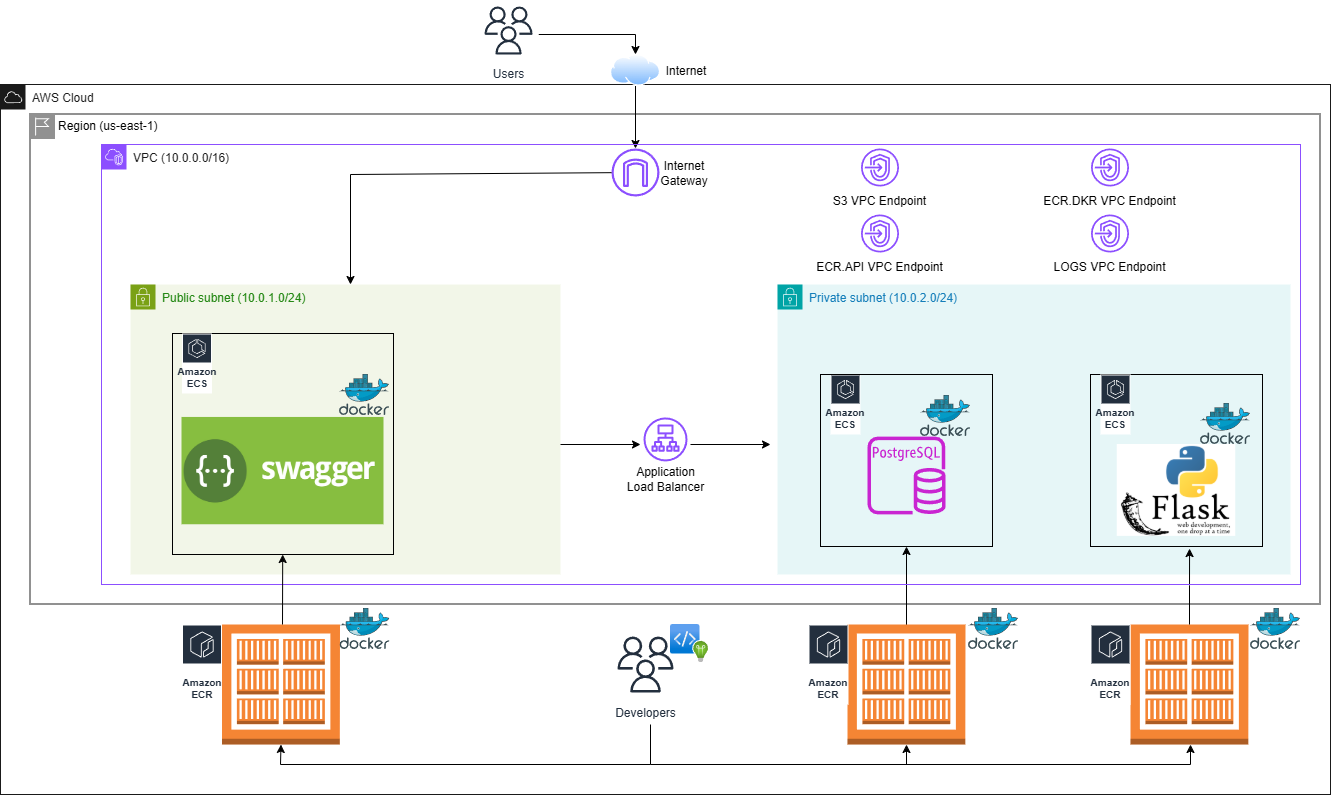 Users
Internet
AWS Cloud
Region (us-east-1)
VPC (10.0.0.0/16)
Internet
Gateway
S3 VPC Endpoint
ECR.DKR VPC Endpoint
ECR.API VPC Endpoint
LOGS VPC Endpoint
Public subnet (10.0.1.0/24)
Private subnet (10.0.2.0/24)
Amazon
ECS
docker
{···}
swagger
Application
Load Balancer
Amazon
ECS
docker
PostgreSQL
Amazon
ECS
docker
Flask
web development,
one drop at a time
Amazon
ECR
docker
</>
Developers
Amazon
ECR
docker
Amazon
ECR
docker